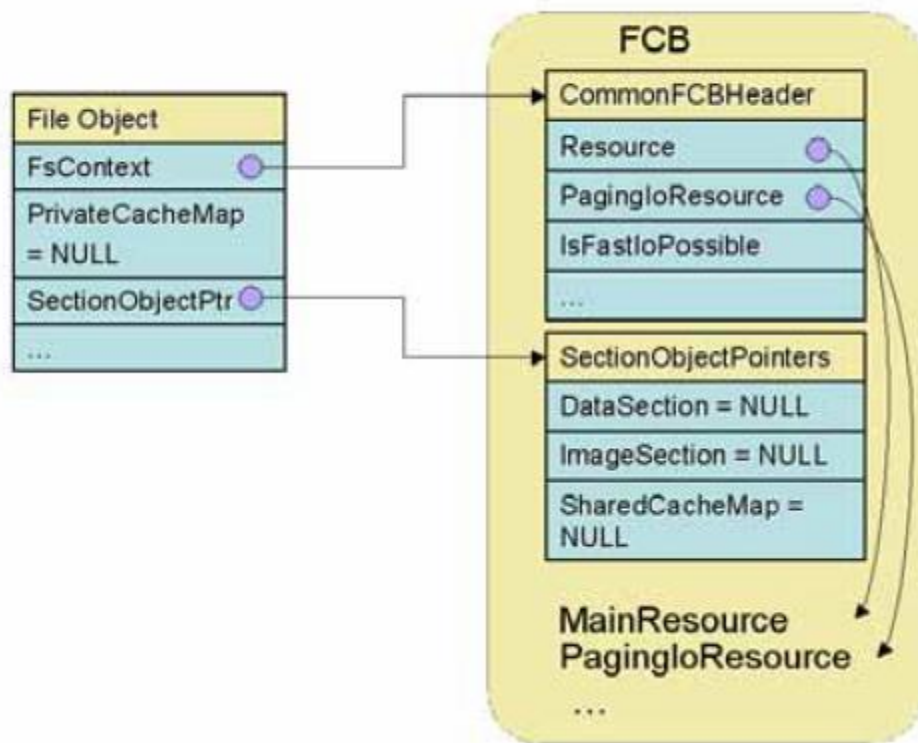 File Object
FsContext
PrivateCacheMap
= NULL
SectionObjectPtr
...
FCB
CommonFCBHeader
Resource
PagingIoResource
IsFastIoPossible
...
SectionObjectPointers
DataSection = NULL
ImageSection = NULL
SharedCacheMap =
NULL
MainResource
PagingIoResource
...